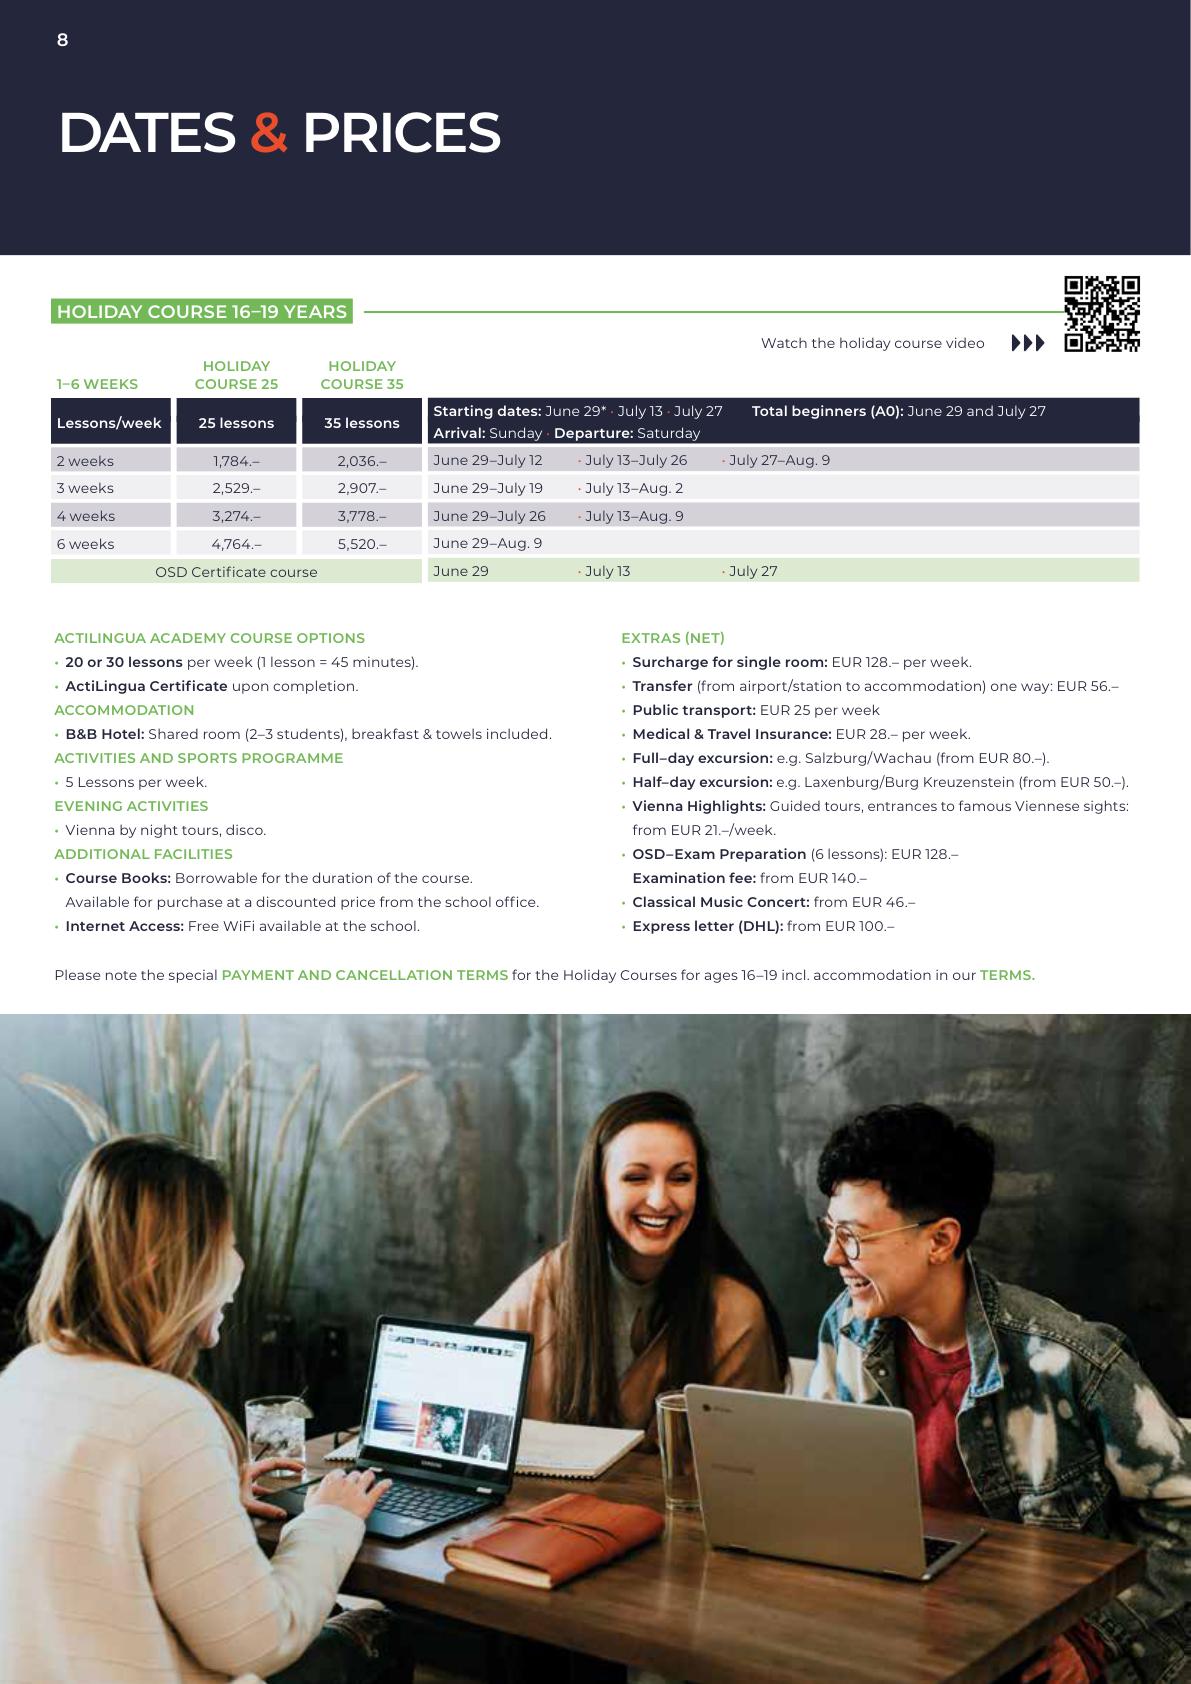 8
DATES & PRICES
HOLIDAY COURSE 16–19 YEARS
Watch the holiday course video
1–6 WEEKS
HOLIDAY
COURSE 25
HOLIDAY
COURSE 35
Lessons/week 25 lessons 35 lessons
Starting dates: June 29* · July 13 · July 27 Total beginners (A0): June 29 and July 27
Arrival: Sunday · Departure: Saturday
2 weeks 1,784.– 2,036.– June 29–July 12 · July 13–July 26 · July 27–Aug. 9
3 weeks 2,529.– 2,907.– June 29–July 19 · July 13–Aug. 2
4 weeks 3,274.– 3,778.– June 29–July 26 · July 13–Aug. 9
6 weeks 4,764.– 5,520.– June 29–Aug. 9
OSD Certificate course June 29 · July 13 · July 27
ACTILINGUA ACADEMY COURSE OPTIONS
• 20 or 30 lessons per week (1 lesson = 45 minutes).
• ActiLingua Certificate upon completion.
ACCOMMODATION
• B&B Hotel: Shared room (2–3 students), breakfast & towels included.
ACTIVITIES AND SPORTS PROGRAMME
• 5 Lessons per week.
EVENING ACTIVITIES
• Vienna by night tours, disco.
ADDITIONAL FACILITIES
• Course Books: Borrowable for the duration of the course.
Available for purchase at a discounted price from the school office.
• Internet Access: Free WiFi available at the school.
EXTRAS (NET)
• Surcharge for single room: EUR 128.– per week.
• Transfer (from airport/station to accommodation) one way: EUR 56.–
• Public transport: EUR 25 per week
• Medical & Travel Insurance: EUR 28.– per week.
• Full–day excursion: e.g. Salzburg/Wachau (from EUR 80.–).
• Half–day excursion: e.g. Laxenburg/Burg Kreuzenstein (from EUR 50.–).
• Vienna Highlights: Guided tours, entrances to famous Viennese sights:
from EUR 21.–/week.
• OSD–Exam Preparation (6 lessons): EUR 128.–
Examination fee: from EUR 140.–
• Classical Music Concert: from EUR 46.–
• Express letter (DHL): from EUR 100.–
Please note the special PAYMENT AND CANCELLATION TERMS for the Holiday Courses for ages 16–19 incl. accommodation in our TERMS.
SAMSUNG